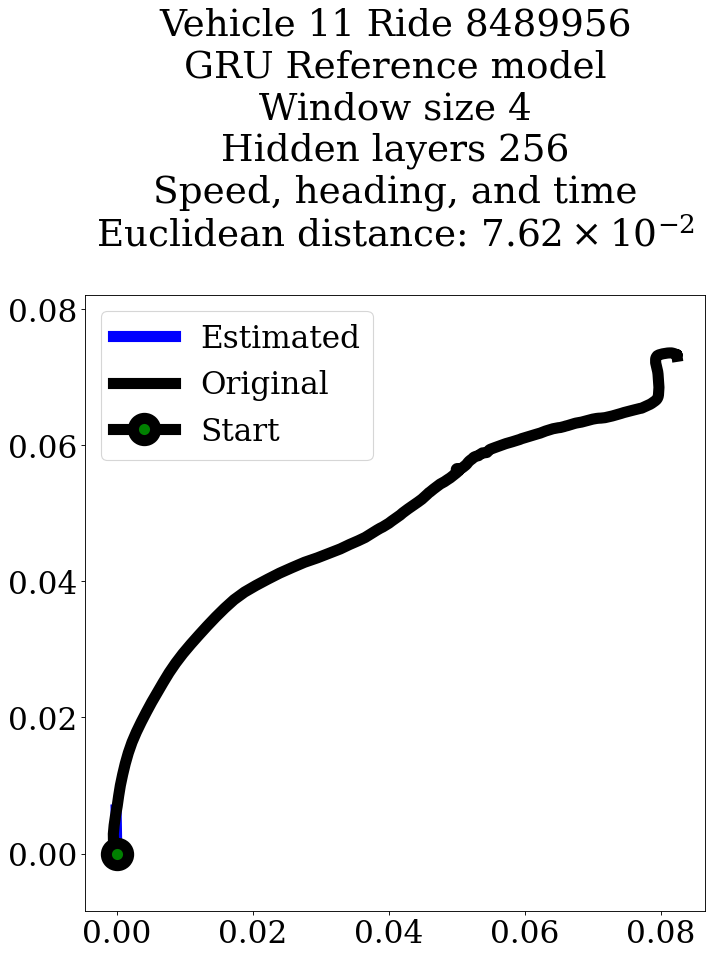 Vehicle 11 Ride 8489956
GRU Reference model
Window size 4
Hidden layers 256
Speed, heading, and time
Euclidean distance: 7.62 × 10⁻²
Estimated
Original
Start
0.08
0.06
0.04
0.02
0.00
0.00 0.02 0.04 0.06 0.08